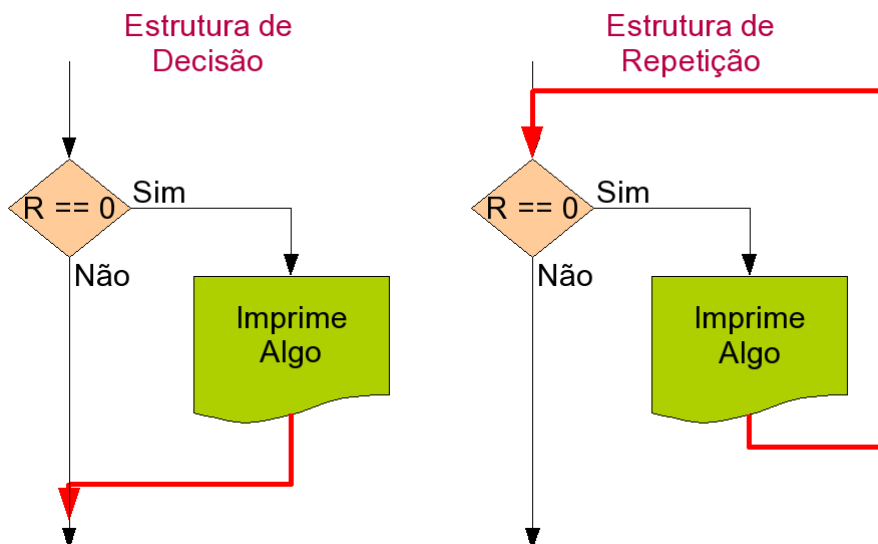 Estrutura de
Decisão
R == 0
Sim
Não
Imprime
Algo
Estrutura de
Repetição
R == 0
Sim
Não
Imprime
Algo